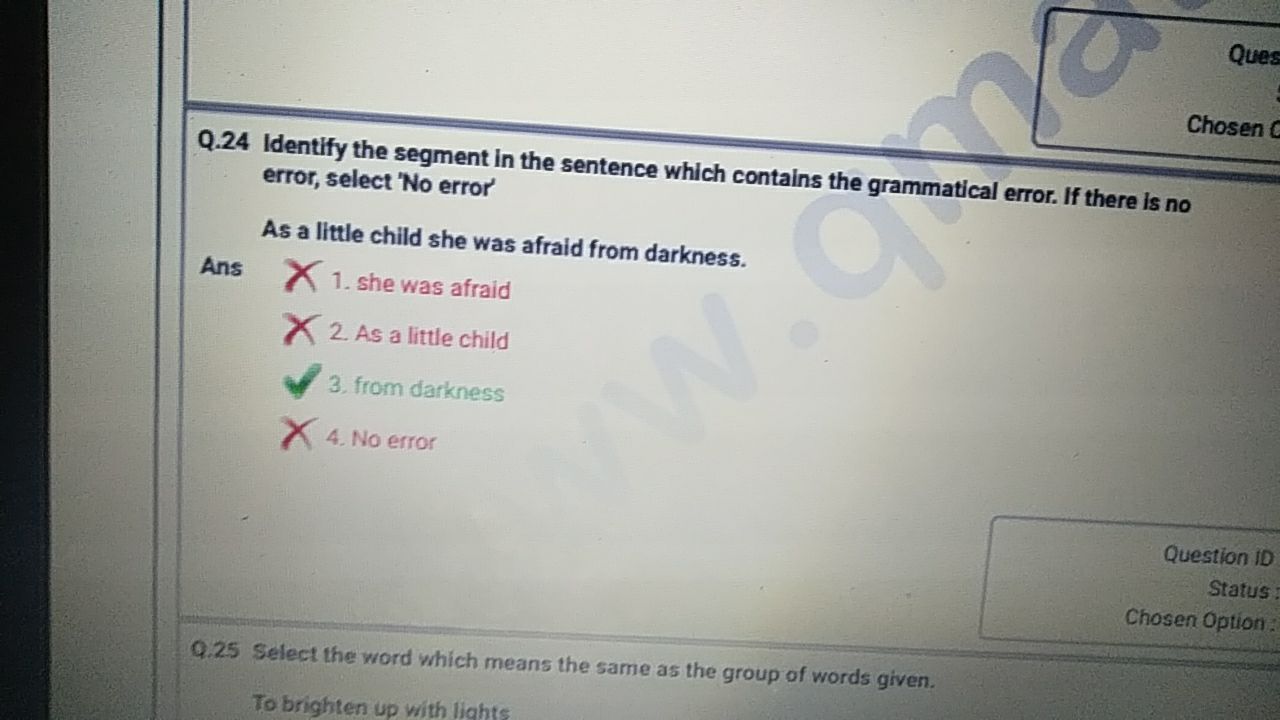 Ques
Chosen
Q.24 Identify the segment in the sentence which contains the grammatical error. If there is no
error, select 'No error'
As a little child she was afraid from darkness.
Ans
1. she was afraid
2. As a little child
3. from darkness
4. No error
Question ID
Status :
Chosen Option :
Q.25 Select the word which means the same as the group of words given.
To brighten up with lights